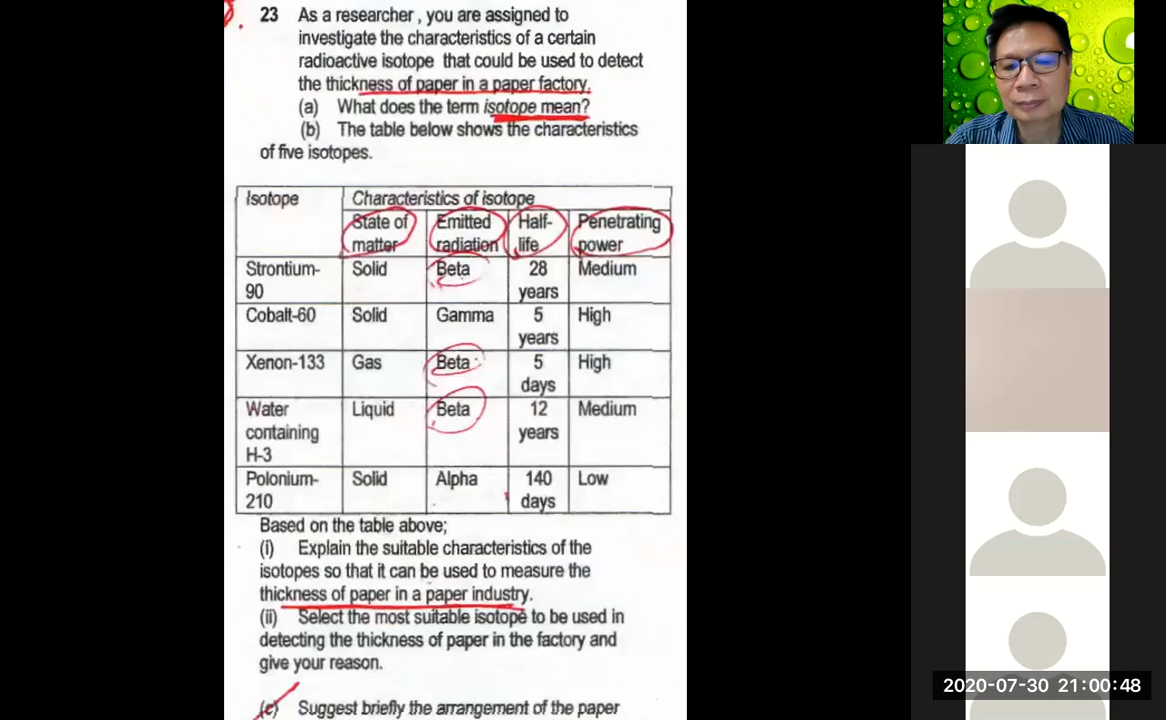 23 As a researcher , you are assigned to
investigate the characteristics of a certain
radioactive isotope that could be used to detect
the thickness of paper in a paper factory.
(a) What does the term isotope mean?
(b) The table below shows the characteristics
of five isotopes.
Isotope Characteristics of isotope
State of matter Emitted radiation Half-life Penetrating power
Strontium-90 Solid Beta 28 years Medium
Cobalt-60 Solid Gamma 5 years High
Xenon-133 Gas Beta 5 days High
Water containing H-3 Liquid Beta 12 years Medium
Polonium-210 Solid Alpha 140 days Low
Based on the table above;
(i) Explain the suitable characteristics of the
isotopes so that it can be used to measure the
thickness of paper in a paper industry.
(ii) Select the most suitable isotope to be used in
detecting the thickness of paper in the factory and
give your reason.
(c) Suggest briefly the arrangement of the paper
2020-07-30 21:00:48